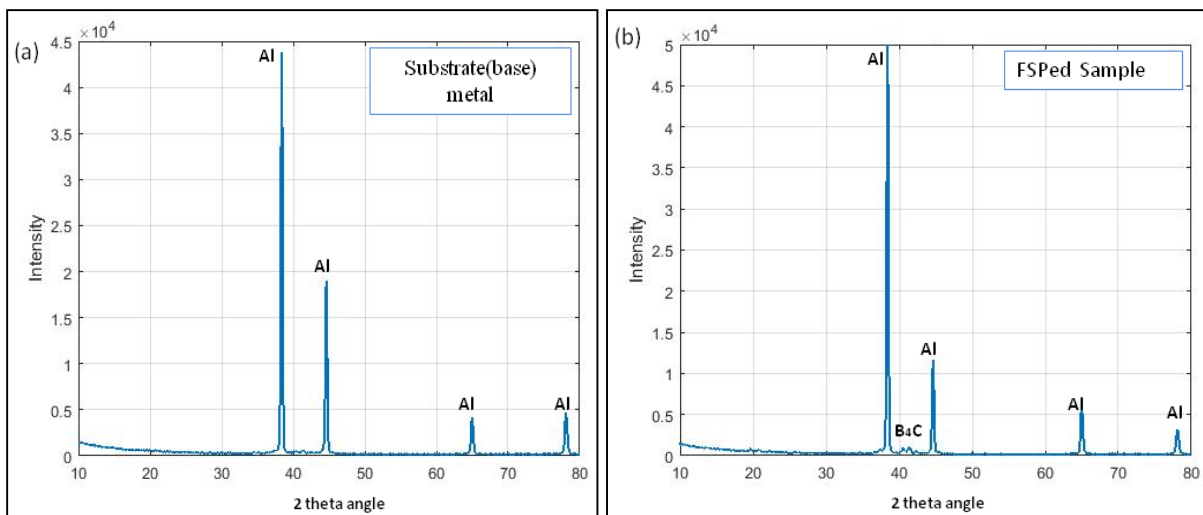 (a)
×10⁴
Substrate(base)
metal
Al
Al
Al
Al
4.5
4
3.5
3
2.5
2
1.5
1
0.5
0
Intensity
10 20 30 40 50 60 70 80
2 theta angle
(b)
×10⁴
FSPed Sample
Al
Al
B₄C
Al
Al
5
4.5
4
3.5
3
2.5
2
1.5
1
0.5
0
Intensity
10 20 30 40 50 60 70 80
2 theta angle